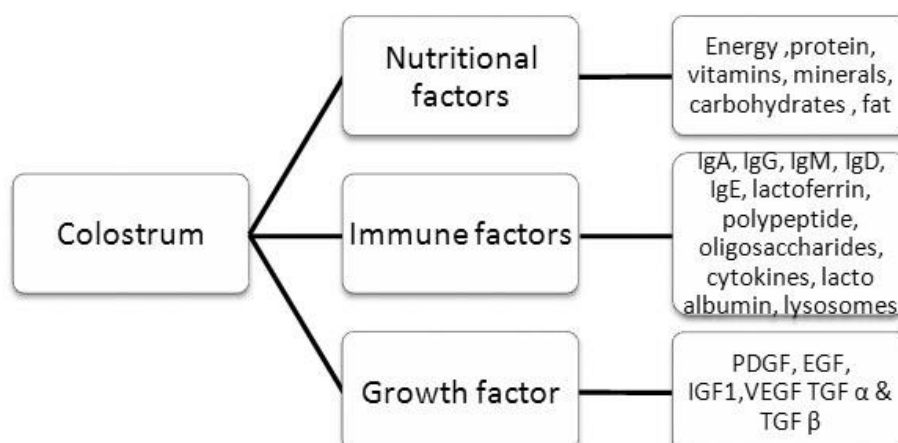 Colostrum
Nutritional
factors
Energy ,protein,
vitamins, minerals,
carbohydrates , fat
Immune factors
IgA, IgG, IgM, IgD,
IgE, lactoferrin,
polypeptide,
oligosaccharides,
cytokines, lacto
albumin, lysosomes
Growth factor
PDGF, EGF,
IGF1,VEGF TGF α &
TGF β